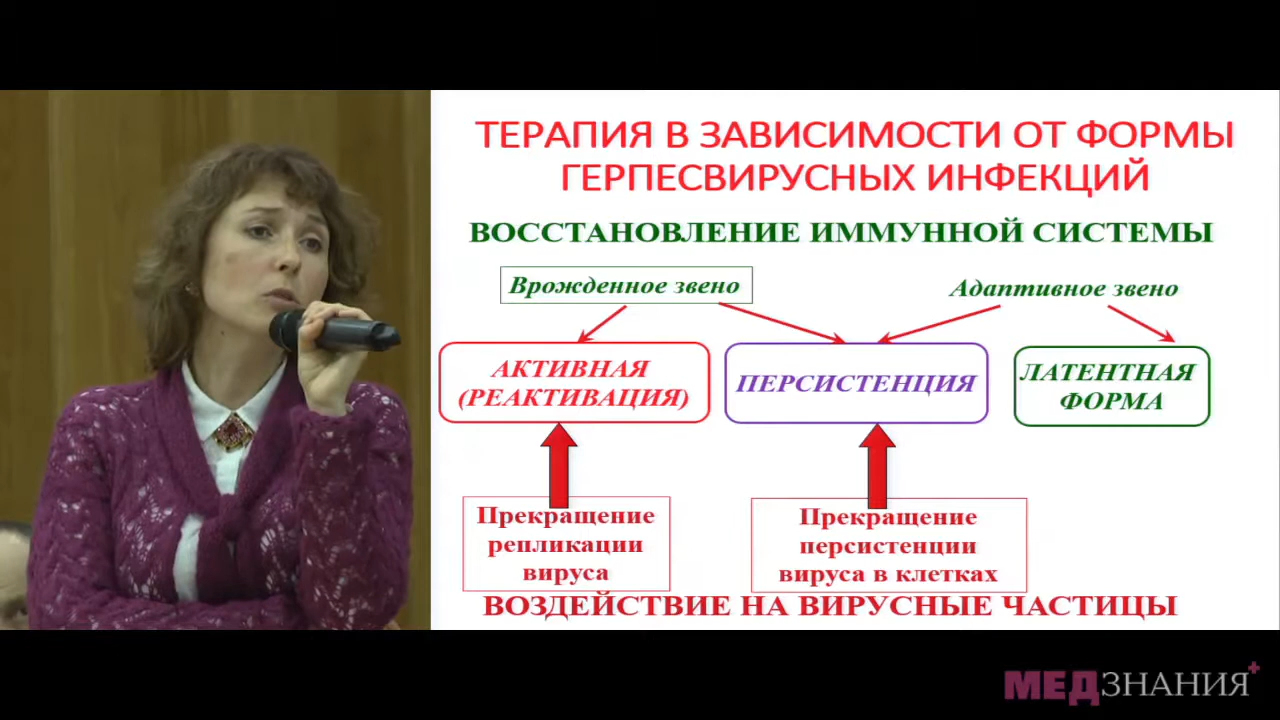 ТЕРАПИЯ В ЗАВИСИМОСТИ ОТ ФОРМЫ
ГЕРПЕСВИРУСНЫХ ИНФЕКЦИЙ
ВОССТАНОВЛЕНИЕ ИММУННОЙ СИСТЕМЫ
Врожденное звено
Адаптивное звено
АКТИВНАЯ
(РЕАКТИВАЦИЯ)
ПЕРСИСТЕНЦИЯ
ЛАТЕНТНАЯ
ФОРМА
Прекращение
репликации
вируса
Прекращение
персистенции
вируса в клетках
ВОЗДЕЙСТВИЕ НА ВИРУСНЫЕ ЧАСТИЦЫ
МЕДЗНАНИЯ+